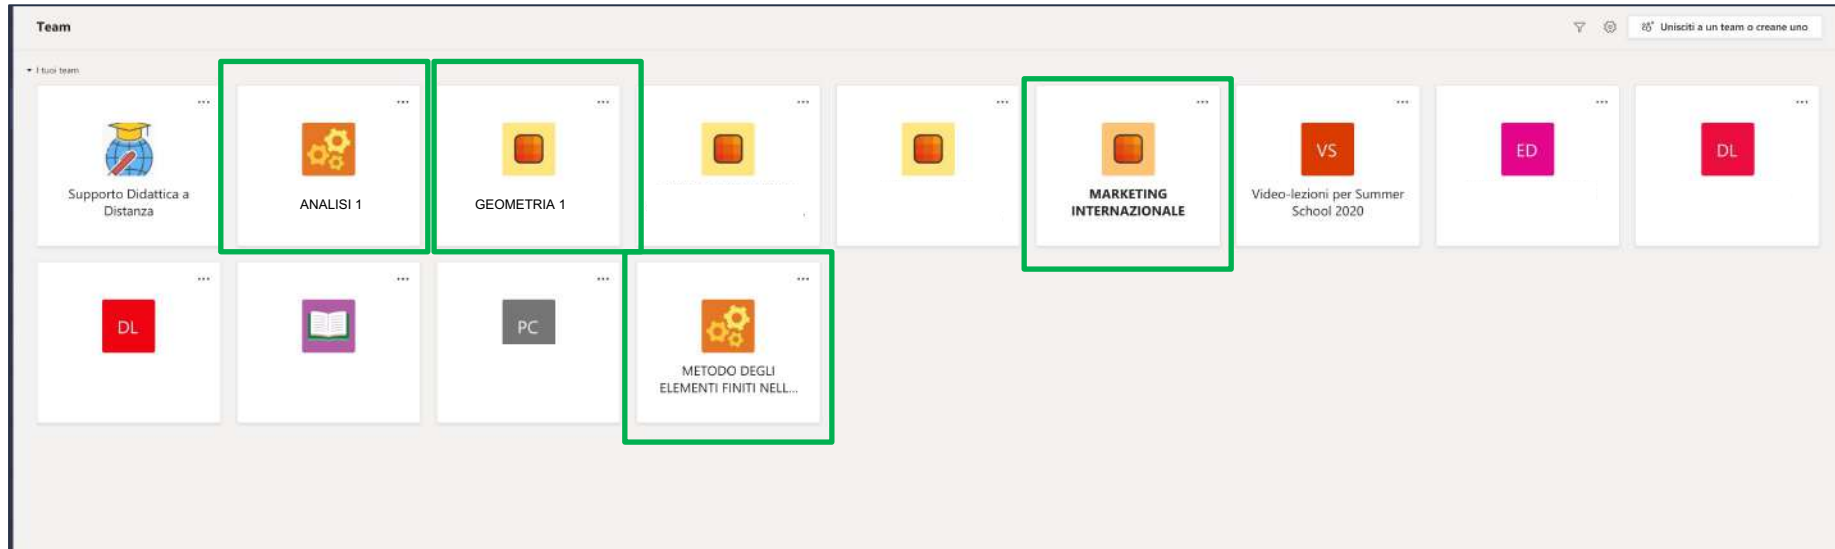 Team
Unisciti a un team o creane uno
I tuoi team
Supporto Didattica a
Distanza
ANALISI 1
GEOMETRIA 1
MARKETING
INTERNAZIONALE
VS
Video-lezioni per Summer
School 2020
ED
DL
DL
PC
METODO DEGLI
ELEMENTI FINITI NELL...